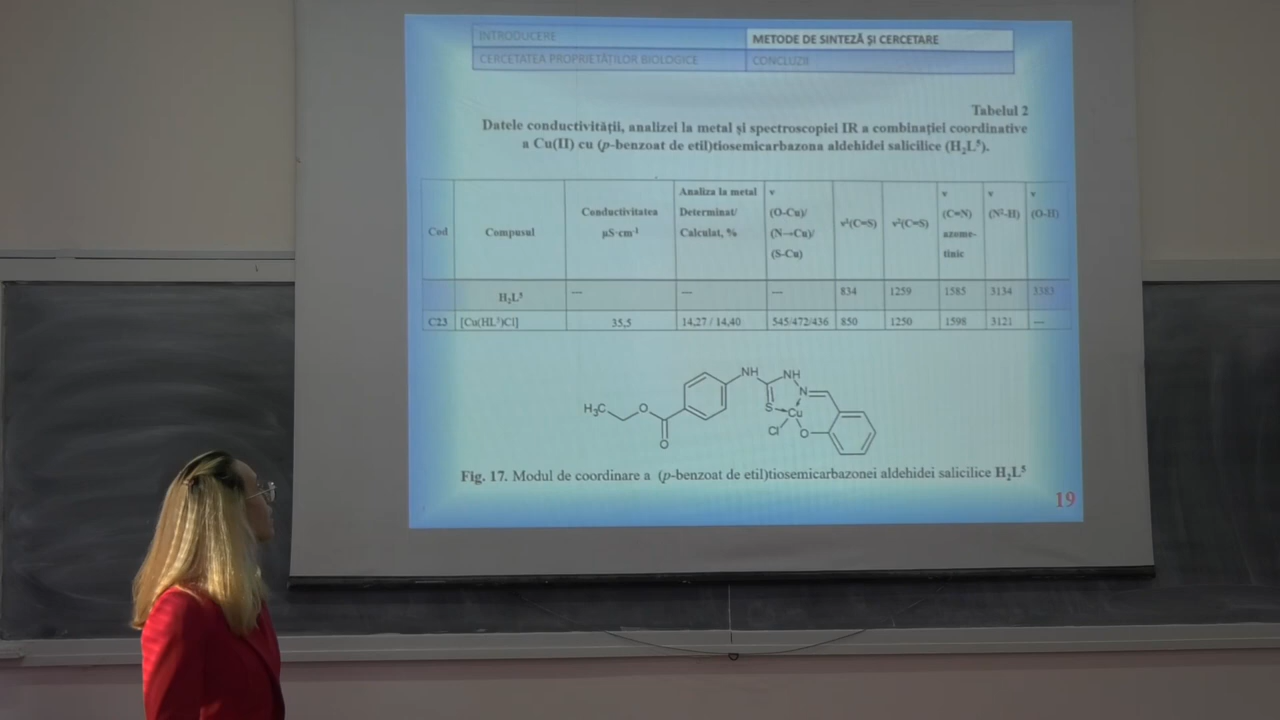 INTRODUCERE
METODE DE SINTEZĂ ȘI CERCETARE
CERCETATEA PROPRIETĂȚILOR BIOLOGICE
CONCLUZII
Tabelul 2
Datele conductivității, analizei la metal și spectroscopiei IR a combinației coordinative
a Cu(II) cu (p-benzoat de etil)tiosemicarbazona aldehidei salicilice (H₂L⁵).
Cod
Compusul
Conductivitatea
µS·cm⁻¹
Analiza la metal
Determinat/
Calculat, %
ν
(O-Cu)/
(N→Cu)/
(S-Cu)
ν¹(C=S)
ν²(C=S)
ν
(C=N)
azome-
tinic
ν
(N²-H)
ν
(O-H)
H₂L⁵ --- --- --- 834 1259 1585 3134 3383
C23 [Cu(HL⁵)Cl] 35,5 14,27 / 14,40 545/472/436 850 1250 1598 3121 ---
H₃C
O
O
NH
S
NH
N
Cu
Cl
O
Fig. 17. Modul de coordinare a (p-benzoat de etil)tiosemicarbazonei aldehidei salicilice H₂L⁵
19